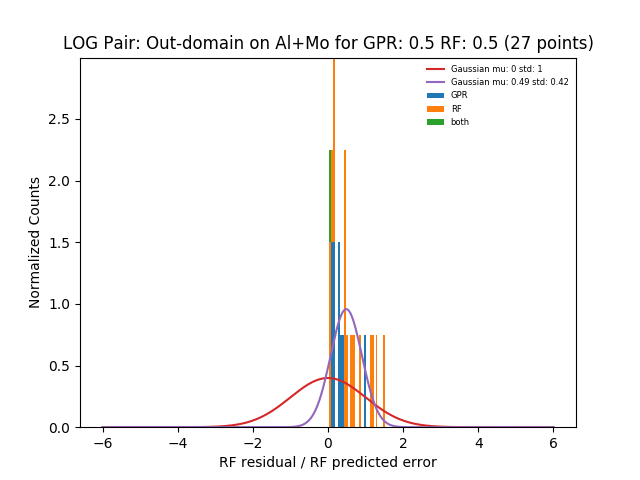 LOG Pair: Out-domain on Al+Mo for GPR: 0.5 RF: 0.5 (27 points)
Gaussian mu: 0 std: 1
Gaussian mu: 0.49 std: 0.42
GPR
RF
both
Normalized Counts
2.5
2.0
1.5
1.0
0.5
0.0
−6 −4 −2 0 2 4 6
RF residual / RF predicted error